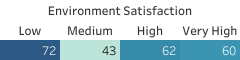 Environment Satisfaction
Low Medium High Very High
72 43 62 60